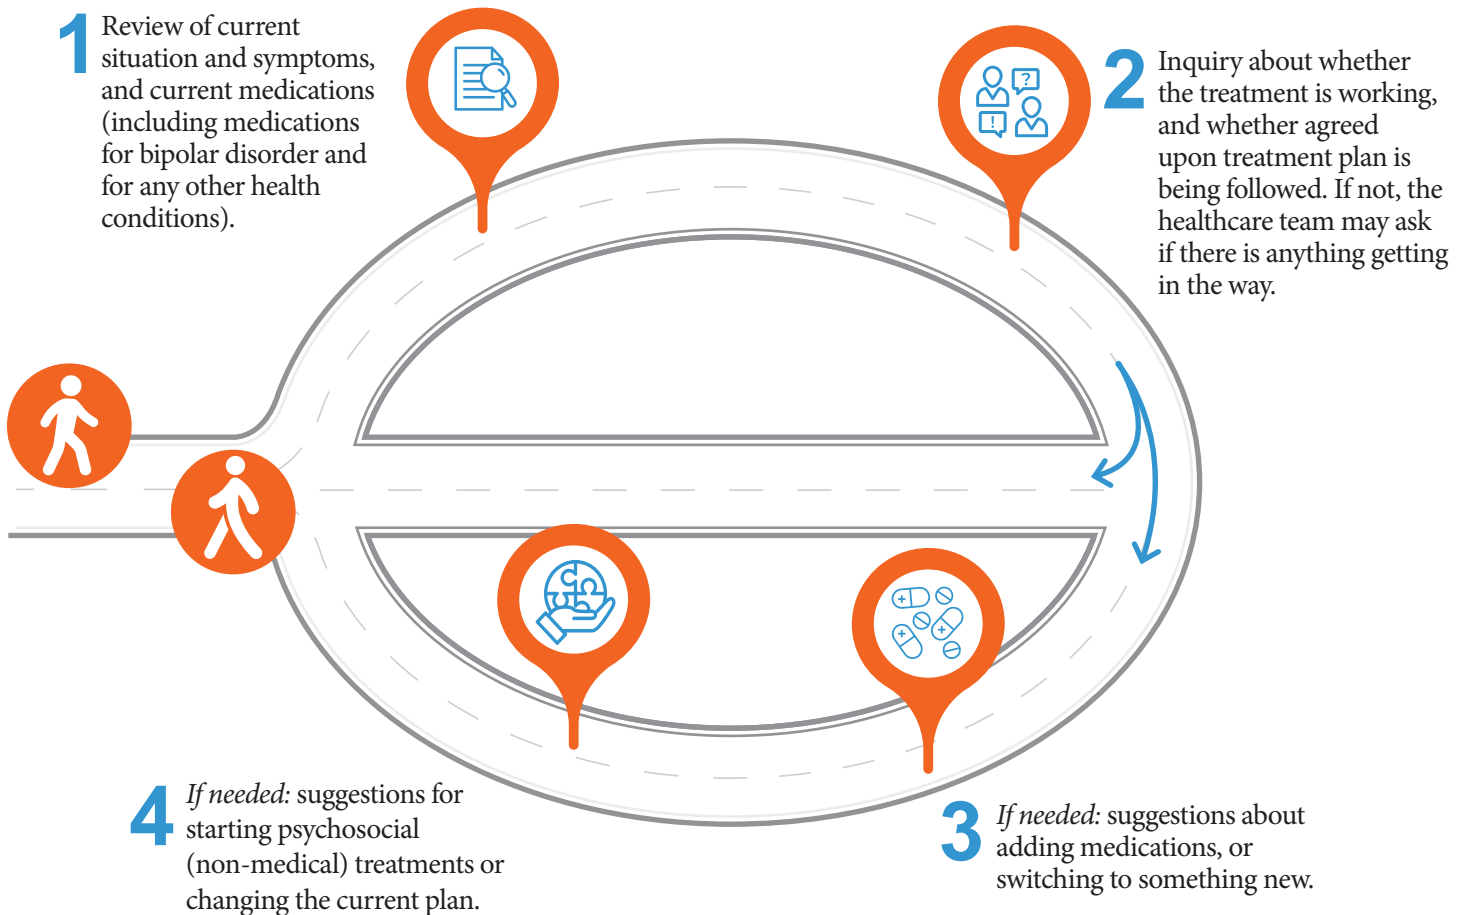 1
Review of current
situation and symptoms,
and current medications
(including medications
for bipolar disorder and
for any other health
conditions).
2
Inquiry about whether
the treatment is working,
and whether agreed
upon treatment plan is
being followed. If not, the
healthcare team may ask
if there is anything getting
in the way.
?
!
4
If needed: suggestions for
starting psychosocial
(non-medical) treatments or
changing the current plan.
3
If needed: suggestions about
adding medications, or
switching to something new.